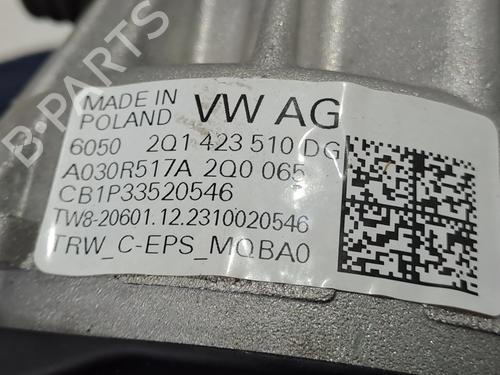 MADE IN POLAND VW AG
6050 2Q1 423 510 DG
A030R517A 2Q0 065
CB1P33520546
TW8-20601.12.2310020546
TRW_C-EPS_MQBA0
B-Parts